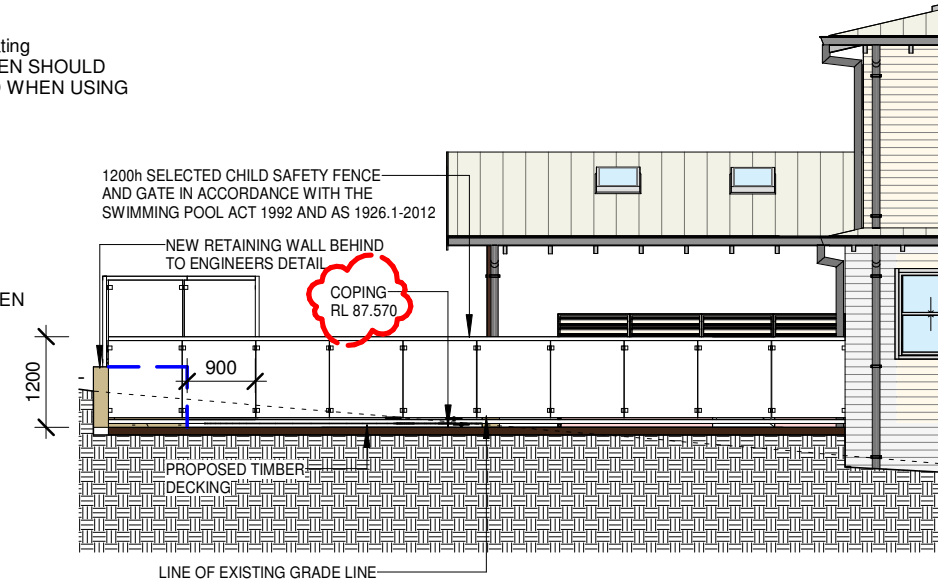 ting
EN SHOULD
WHEN USING
1200h SELECTED CHILD SAFETY FENCE
AND GATE IN ACCORDANCE WITH THE
SWIMMING POOL ACT 1992 AND AS 1926.1-2012
NEW RETAINING WALL BEHIND
TO ENGINEERS DETAIL
COPING
RL 87.570
EN
1200
900
PROPOSED TIMBER
DECKING
LINE OF EXISTING GRADE LINE